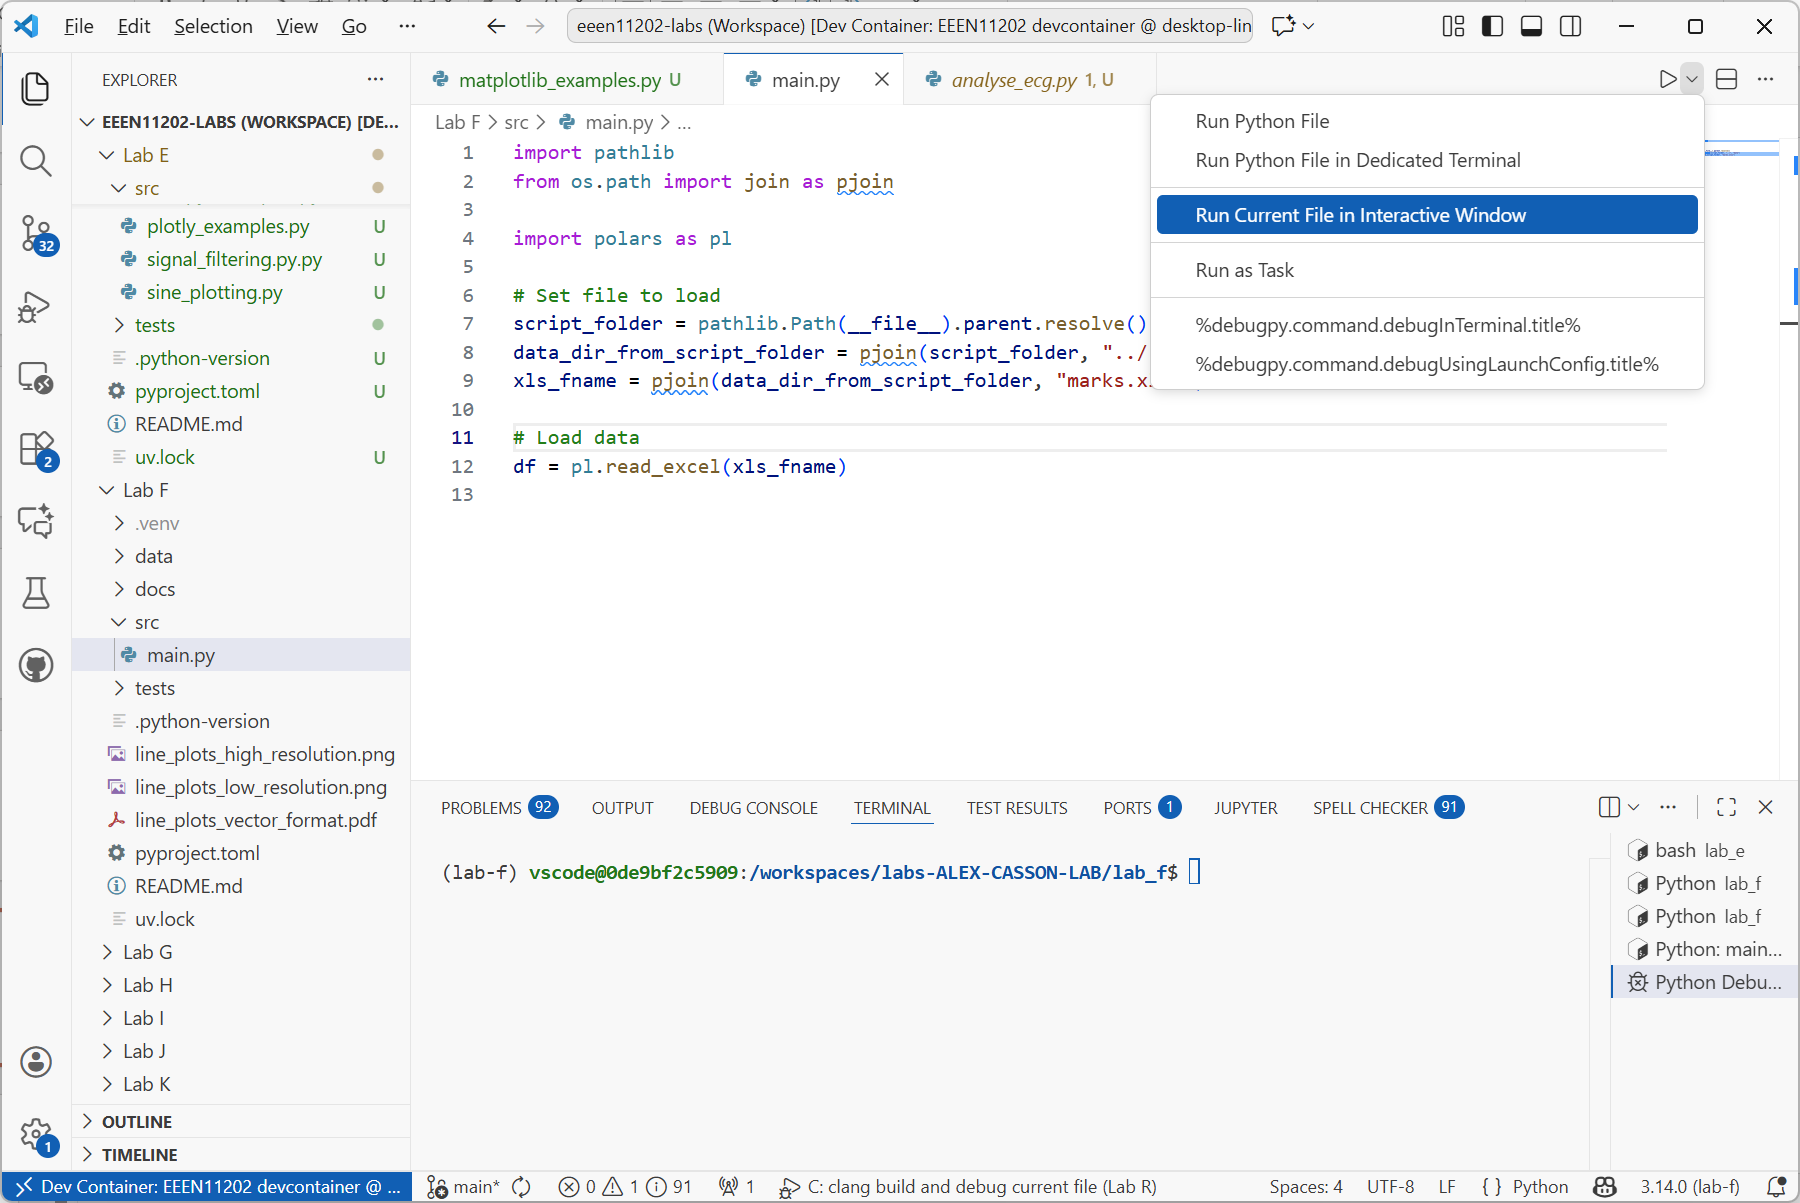 File Edit Selection View Go
eeen11202-labs (Workspace) [Dev Container: EEEN11202 devcontainer @ desktop-lin
EXPLORER
EEEN11202-LABS (WORKSPACE) [DE...
Lab E
src
plotly_examples.py U
signal_filtering.py.py U
sine_plotting.py U
tests
.python-version U
pyproject.toml U
README.md
uv.lock U
Lab F
.venv
data
docs
src
main.py
tests
.python-version
line_plots_high_resolution.png
line_plots_low_resolution.png
line_plots_vector_format.pdf
pyproject.toml
README.md
uv.lock
Lab G
Lab H
Lab I
Lab J
Lab K
OUTLINE
TIMELINE
32
2
1
matplotlib_examples.py U
main.py
analyse_ecg.py 1, U
Lab F > src > main.py > ...
1 import pathlib
2 from os.path import join as pjoin
3
4 import polars as pl
5
6 # Set file to load
7 script_folder = pathlib.Path(__file__).parent.resolve()
8 data_dir_from_script_folder = pjoin(script_folder, "../
9 xls_fname = pjoin(data_dir_from_script_folder, "marks.x
10
11 # Load data
12 df = pl.read_excel(xls_fname)
13
Run Python File
Run Python File in Dedicated Terminal
Run Current File in Interactive Window
Run as Task
%debugpy.command.debugInTerminal.title%
%debugpy.command.debugUsingLaunchConfig.title%
PROBLEMS 92 OUTPUT DEBUG CONSOLE TERMINAL TEST RESULTS PORTS 1 JUPYTER SPELL CHECKER 91
(lab-f) vscode@0de9bf2c5909:/workspaces/labs-ALEX-CASSON-LAB/lab_f$
bash lab_e
Python lab_f
Python lab_f
Python: main...
Python Debu...
Dev Container: EEEN11202 devcontainer @ ... main* 0 1 91 1 C: clang build and debug current file (Lab R) Spaces: 4 UTF-8 LF { } Python 3.14.0 (lab-f)